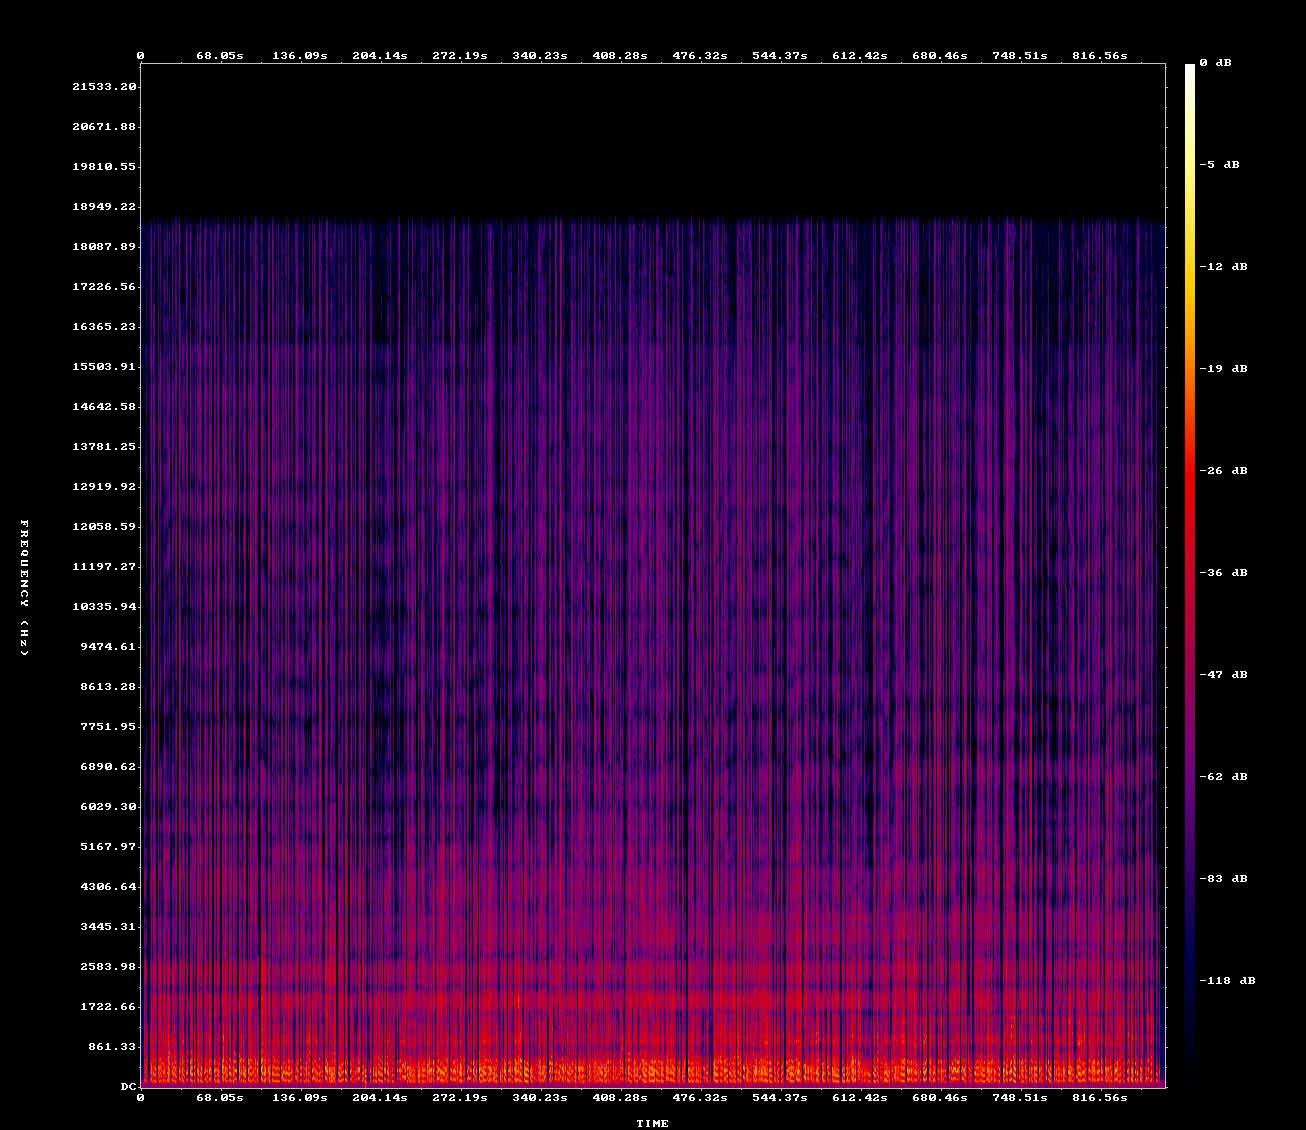 0 68.05s 136.09s 204.14s 272.19s 340.23s 408.28s 476.32s 544.37s 612.42s 680.46s 748.51s 816.56s
0 dB
21533.20
20671.88
19810.55
-5 dB
18949.22
18087.89
-12 dB
17226.56
16365.23
15503.91
-19 dB
14642.58
13781.25
-26 dB
12919.92
12058.59
11197.27
-36 dB
10335.94
9474.61
-47 dB
8613.28
7751.95
6890.62
-62 dB
6029.30
5167.97
-83 dB
4306.64
3445.31
2583.98
-118 dB
1722.66
861.33
DC
FREQUENCY (Hz)
0 68.05s 136.09s 204.14s 272.19s 340.23s 408.28s 476.32s 544.37s 612.42s 680.46s 748.51s 816.56s
TIME